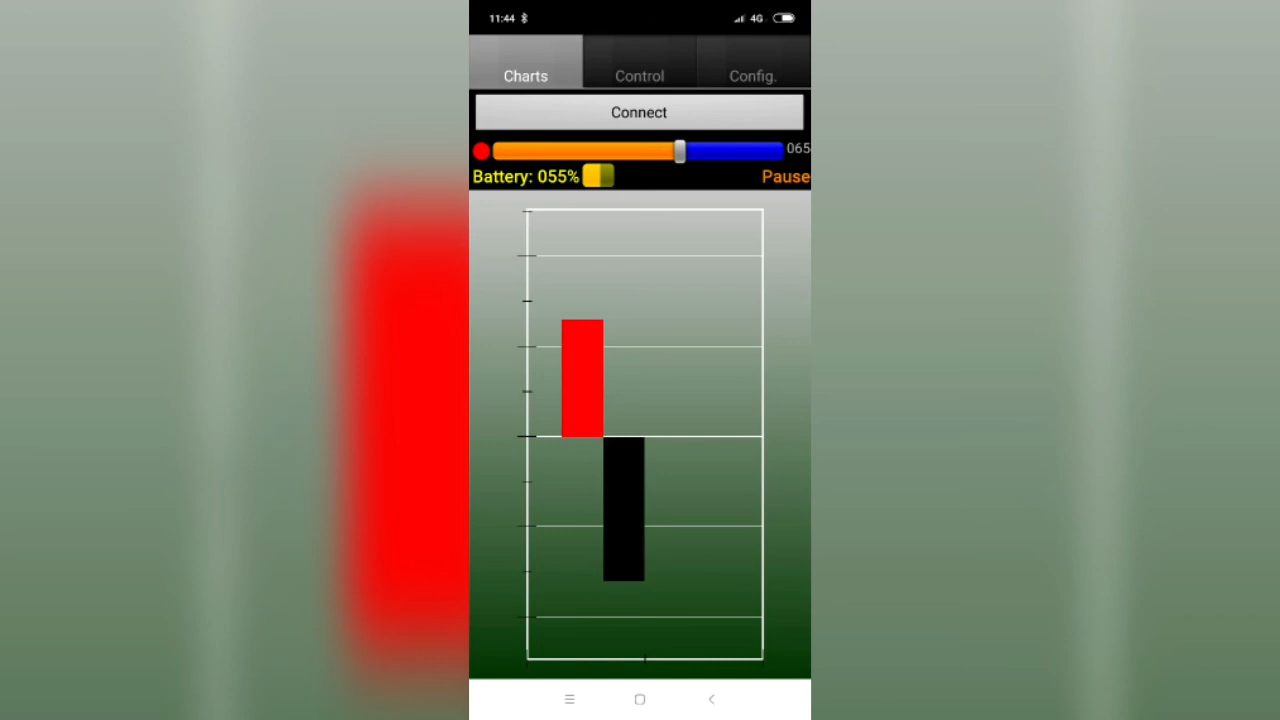 11:44 4G
Charts Control Config.
Connect
065
Battery: 055% Pause